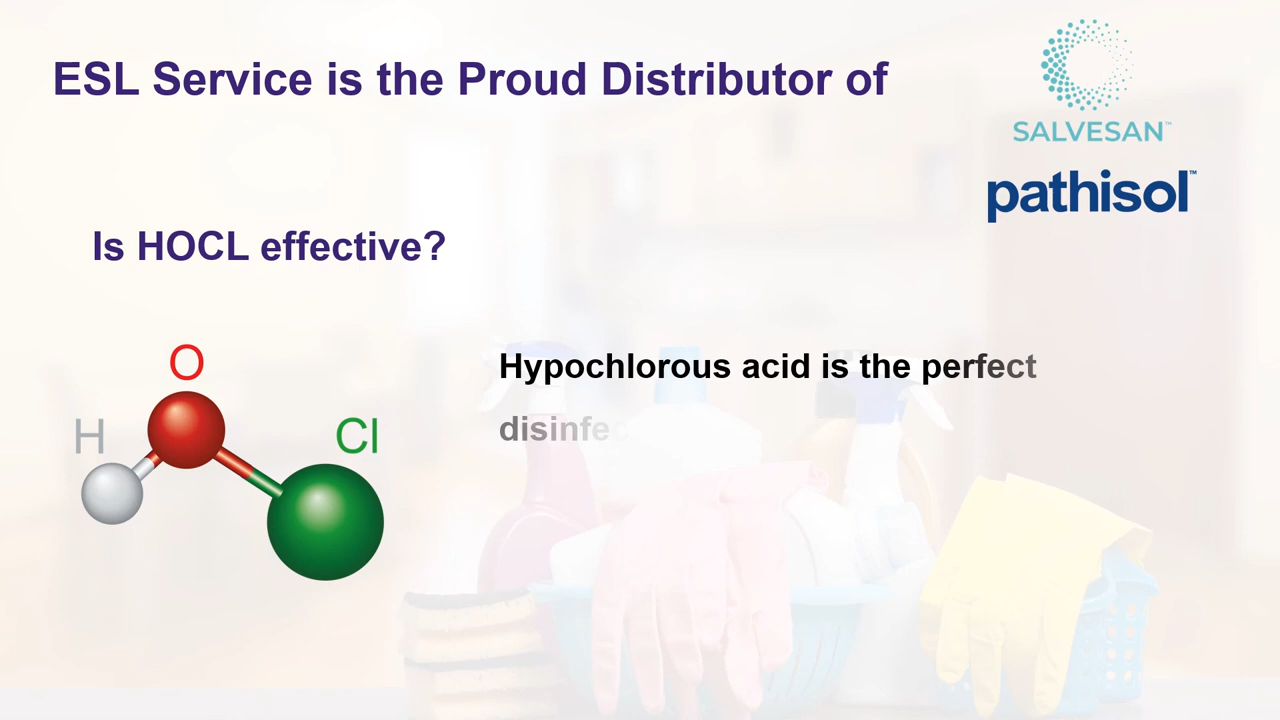 ESL Service is the Proud Distributor of
SALVESAN™
pathisol™
Is HOCL effective?
O
H
Cl
Hypochlorous acid is the perfect